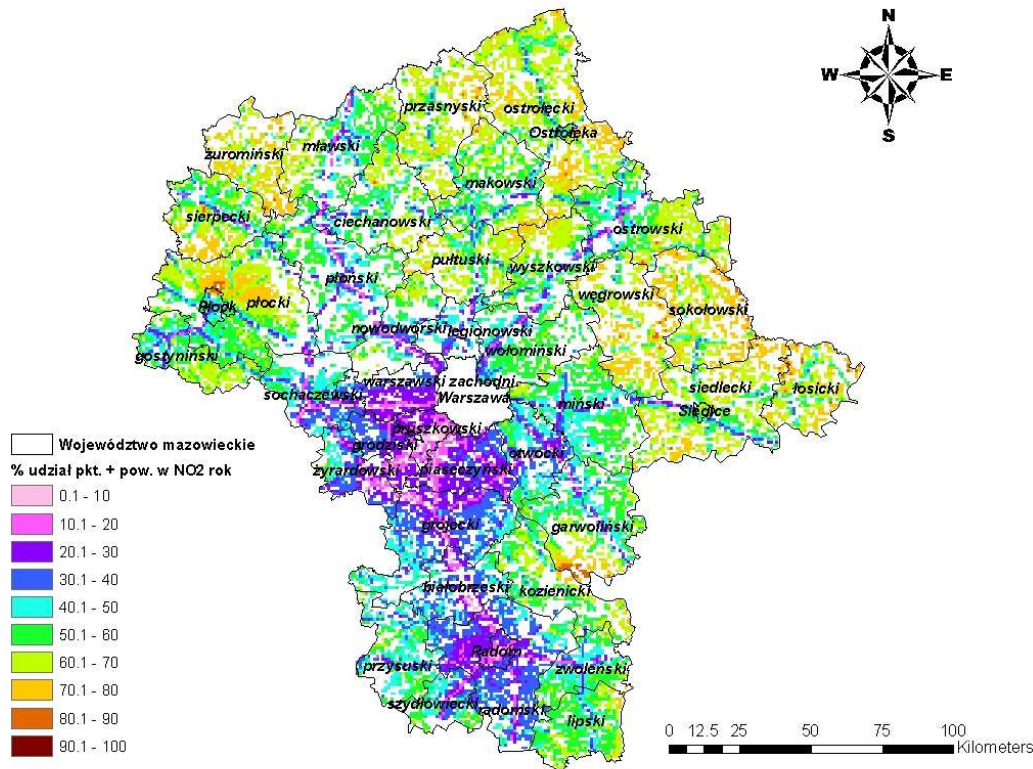 N
W E
S
przasnyski
ostrołęcki
Ostrołęka
żuromiński
mławski
makowski
sierpecki
ciechanowski
ostrowski
pułtuski
wyszkowski
płoński
węgrowski
sokołowski
Płock
płocki
nowodworski
legionowski
wołomiński
gostyniński
warszawski zachodni
siedlecki
łosicki
sochaczewski
Warszawa
miński
Siedlce
pruszkowski
Województwo mazowieckie
grodziski
otwocki
% udział pkt. + pow. w NO2 rok
żyrardowski
piaseczyński
0.1 - 10
10.1 - 20
grójecki
garwoliński
20.1 - 30
30.1 - 40
białobrzeski
kozienicki
40.1 - 50
50.1 - 60
Radom
60.1 - 70
przysuski
zwoleński
70.1 - 80
szydłowiecki
radomski
lipski
80.1 - 90
90.1 - 100
0 12.5 25 50 75 100
Kilometers